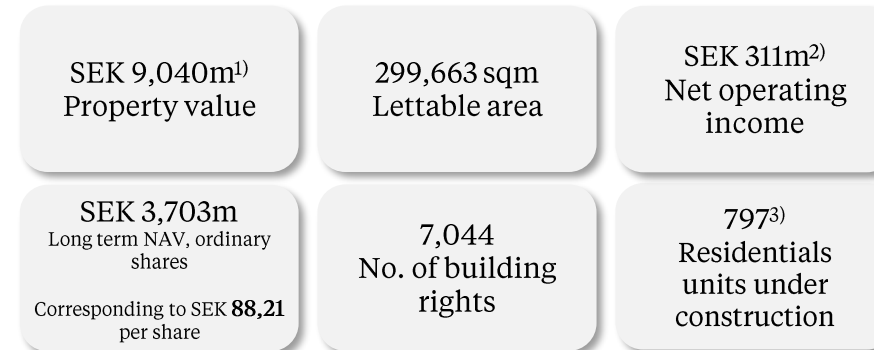 SEK 9,040m1)
Property value
299,663 sqm
Lettable area
SEK 311m2)
Net operating
income
SEK 3,703m
Long term NAV, ordinary
shares
Corresponding to SEK 88,21
per share
7,044
No. of building
rights
7973)
Residentials
units under
construction